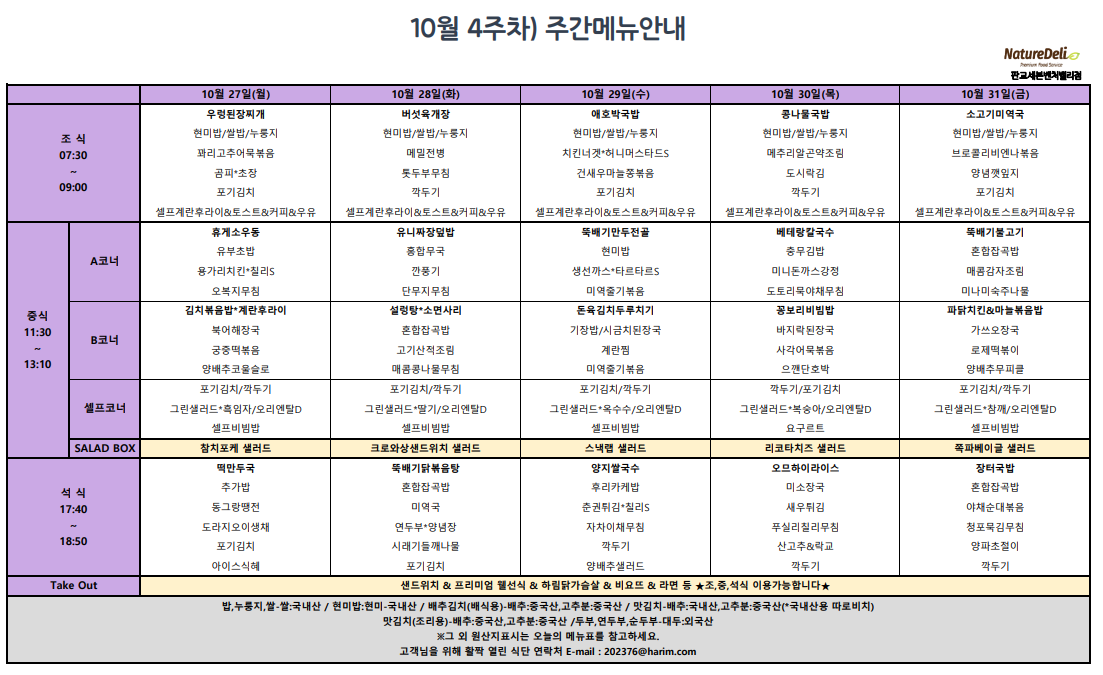 10월 4주차) 주간메뉴안내
NatureDeli
Premium Food Service
판교세븐벤처밸리점
10월 27일(월) 10월 28일(화) 10월 29일(수) 10월 30일(목) 10월 31일(금)
조 식
07:30
~
09:00
우렁된장찌개 버섯육개장 애호박국밥 콩나물국밥 소고기미역국
현미밥/쌀밥/누룽지 현미밥/쌀밥/누룽지 현미밥/쌀밥/누룽지 현미밥/쌀밥/누룽지 현미밥/쌀밥/누룽지
꽈리고추어묵볶음 메밀전병 치킨너겟*허니머스타드S 메추리알곤약조림 브로콜리비엔나볶음
곰피*초장 톳두부무침 건새우마늘쫑볶음 도시락김 양념깻잎지
포기김치 깍두기 포기김치 깍두기 포기김치
셀프계란후라이&토스트&커피&우유 셀프계란후라이&토스트&커피&우유 셀프계란후라이&토스트&커피&우유 셀프계란후라이&토스트&커피&우유 셀프계란후라이&토스트&커피&우유
중식
11:30
~
13:10
A코너
휴게소우동 유니짜장덮밥 뚝배기만두전골 베테랑칼국수 뚝배기불고기
유부초밥 홍합무국 현미밥 충무김밥 혼합잡곡밥
용가리치킨*칠리S 깐풍기 생선까스*타르타르S 미니돈까스강정 매콤감자조림
오복지무침 단무지무침 미역줄기볶음 도토리묵야채무침 미나미숙주나물
B코너
김치볶음밥*계란후라이 설렁탕*소면사리 돈육김치두루치기 꽁보리비빔밥 파닭치킨&마늘볶음밥
북어해장국 혼합잡곡밥 기장밥/시금치된장국 바지락된장국 가쓰오장국
궁중떡볶음 고기산적조림 계란찜 사각어묵볶음 로제떡볶이
양배추코울슬로 매콤콩나물무침 미역줄기볶음 으깬단호박 양배추무피클
셀프코너
포기김치/깍두기 포기김치/깍두기 포기김치/깍두기 깍두기/포기김치 포기김치/깍두기
그린샐러드*흑임자/오리엔탈D 그린샐러드*딸기/오리엔탈D 그린샐러드*옥수수/오리엔탈D 그린샐러드*복숭아/오리엔탈D 그린샐러드*참깨/오리엔탈D
셀프비빔밥 셀프비빔밥 셀프비빔밥 요구르트 셀프비빔밥
SALAD BOX 참치포케 샐러드 크로와상샌드위치 샐러드 스낵랩 샐러드 리코타치즈 샐러드 쪽파베이글 샐러드
석 식
17:40
~
18:50
떡만두국 뚝배기닭볶음탕 양지쌀국수 오므하이라이스 장터국밥
추가밥 혼합잡곡밥 후리카케밥 미소장국 혼합잡곡밥
동그랑땡전 미역국 춘권튀김*칠리S 새우튀김 야채순대볶음
도라지오이생채 연두부*양념장 자차이채무침 푸실리칠리무침 청포묵김무침
포기김치 시래기들깨나물 깍두기 산고추&락교 양파초절이
아이스식혜 포기김치 양배추샐러드 깍두기 깍두기
Take Out 샌드위치 & 프리미엄 웰선식 & 하림닭가슴살 & 비요뜨 & 라면 등 ★조,중,석식 이용가능합니다★
밥,누룽지,쌀-쌀:국내산 / 현미밥:현미-국내산 / 배추김치(배식용)-배추:중국산,고추분:중국산 / 맛김치-배추:국내산,고추분:중국산(*국내산용 따로비치)
맛김치(조리용)-배추:중국산,고추분:중국산 /두부,연두부,순두부-대두:외국산
※그 외 원산지표시는 오늘의 메뉴표를 참고하세요.
고객님을 위해 활짝 열린 식단 연락처 E-mail : 202376@harim.com